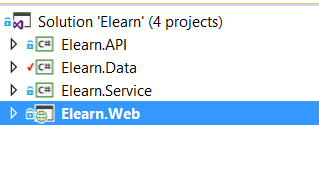 Solution 'Elearn' (4 projects)
C# Elearn.API
C# Elearn.Data
C# Elearn.Service
Elearn.Web